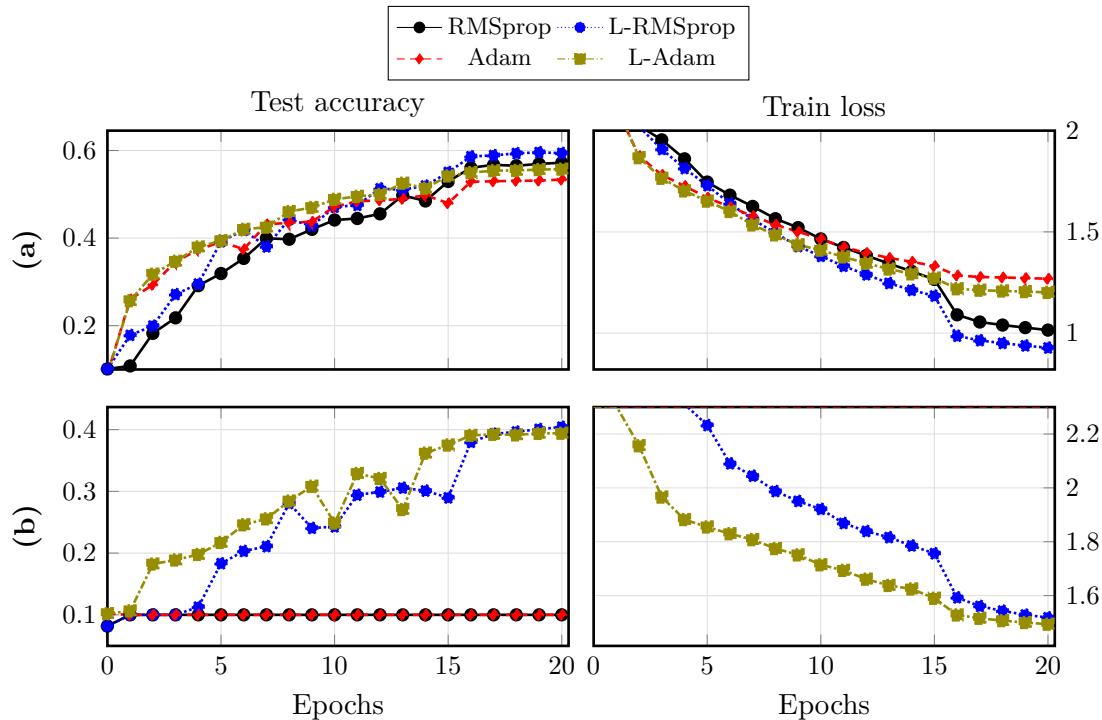 RMSprop L-RMSprop
Adam L-Adam
Test accuracy Train loss
(a)
0.6
0.4
0.2
2
1.5
1
(b)
0.4
0.3
0.2
0.1
2.2
2
1.8
1.6
0 5 10 15 20 0 5 10 15 20
Epochs Epochs